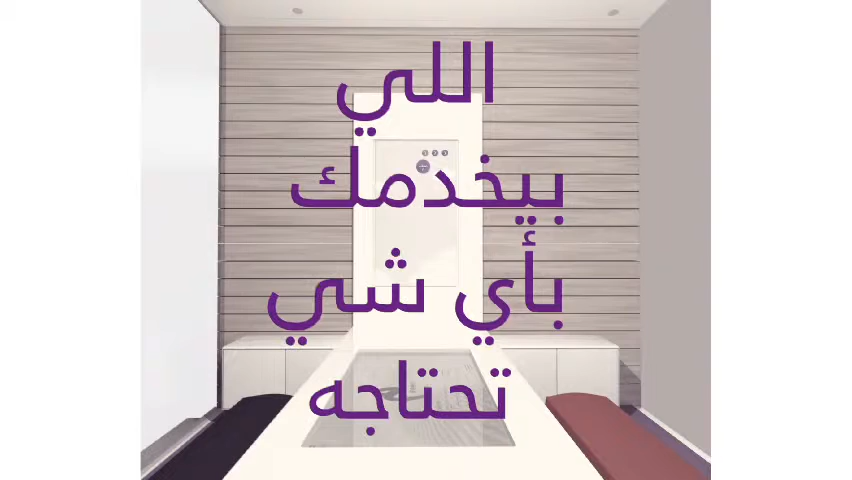 اللي
بيخدمك
بأي شي
تحتاجه